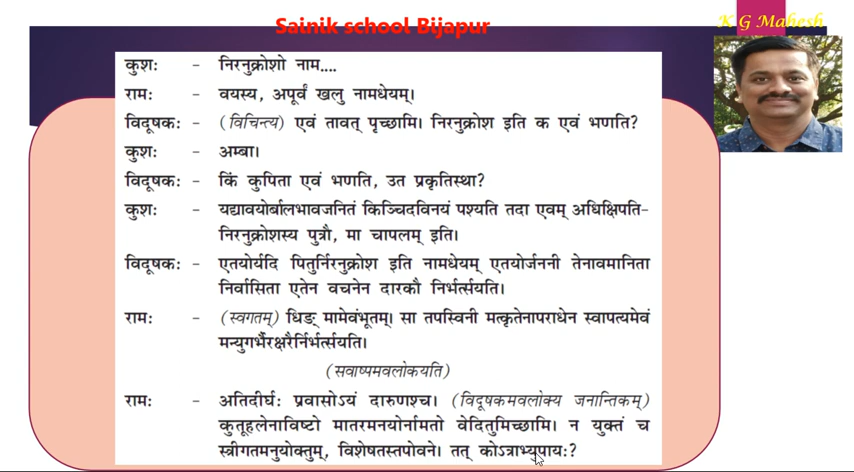 Sainik school Bijapur
K G Mahesh
कुशः - निरनुक्रोशो नाम....
रामः - वयस्य, अपूर्वं खलु नामधेयम्।
विदूषकः - (विचिन्त्य) एवं तावत् पृच्छामि। निरनुक्रोश इति क एवं भणति?
कुशः - अम्बा।
विदूषकः - किं कुपिता एवं भणति, उत प्रकृतिस्था?
कुशः - यद्यावयोर्बालभावजनितं किञ्चिदविनयं पश्यति तदा एवम् अधिक्षिपति-
निरनुक्रोशस्य पुत्रौ, मा चापलम् इति।
विदूषकः - एतयोर्यदि पितुर्निरनुक्रोश इति नामधेयम् एतयोर्जननी तेनावमानिता
निर्वासिता एतेन वचनेन दारकौ निर्भर्त्सयति।
रामः - (स्वगतम्) धिङ् मामेवंभूतम्। सा तपस्विनी मत्कृतेनापराधेन स्वापत्यमेवं
मन्युगर्भैरक्षरैर्निर्भर्त्सयति।
(सवाष्पमवलोकयति)
रामः - अतिदीर्घः प्रवासोऽयं दारुणश्च। (विदूषकमवलोक्य जनान्तिकम्)
कुतूहलेनाविष्टो मातरमनयोर्नामतो वेदितुमिच्छामि। न युक्तं च
स्त्रीगतमनुयोक्तुम्, विशेषतस्तपोवने। तत् कोऽत्राभ्युपायः?